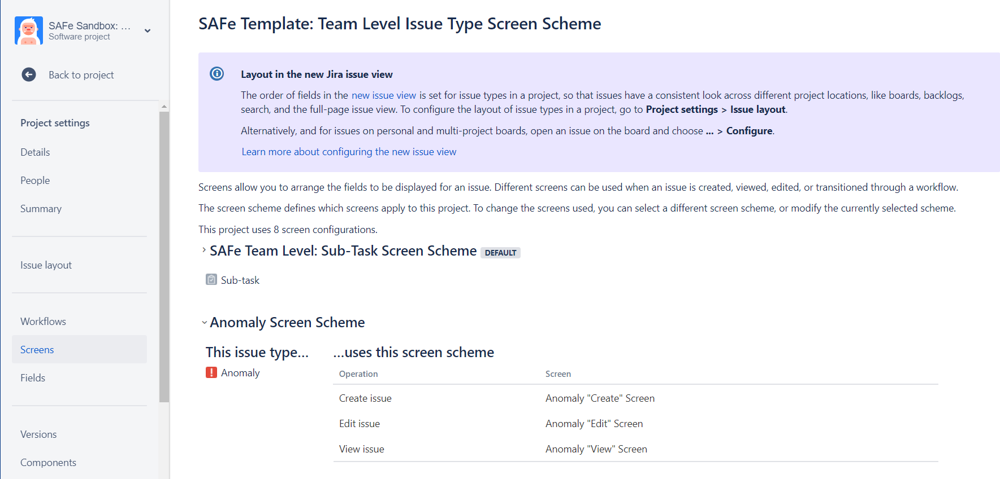 SAFe Sandbox: ...
Software project
Back to project
Project settings
Details
People
Summary
Issue layout
Workflows
Screens
Fields
Versions
Components
SAFe Template: Team Level Issue Type Screen Scheme
Layout in the new Jira issue view
The order of fields in the new issue view is set for issue types in a project, so that issues have a consistent look across different project locations, like boards, backlogs,
search, and the full-page issue view. To configure the layout of issue types in a project, go to Project settings > Issue layout.
Alternatively, and for issues on personal and multi-project boards, open an issue on the board and choose ... > Configure.
Learn more about configuring the new issue view
Screens allow you to arrange the fields to be displayed for an issue. Different screens can be used when an issue is created, viewed, edited, or transitioned through a workflow.
The screen scheme defines which screens apply to this project. To change the screens used, you can select a different screen scheme, or modify the currently selected scheme.
This project uses 8 screen configurations.
SAFe Team Level: Sub-Task Screen Scheme DEFAULT
Sub-task
Anomaly Screen Scheme
This issue type... ...uses this screen scheme
Anomaly
Operation Screen
Create issue Anomaly "Create" Screen
Edit issue Anomaly "Edit" Screen
View issue Anomaly "View" Screen